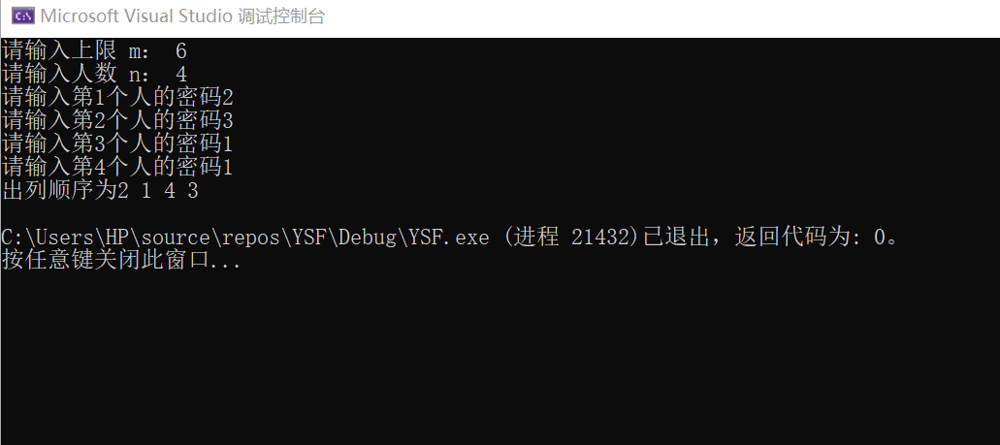 Microsoft Visual Studio 调试控制台
请输入上限 m： 6
请输入人数 n： 4
请输入第1个人的密码2
请输入第2个人的密码3
请输入第3个人的密码1
请输入第4个人的密码1
出列顺序为2 1 4 3
C:\Users\HP\source\repos\YSF\Debug\YSF.exe (进程 21432)已退出，返回代码为: 0。
按任意键关闭此窗口...